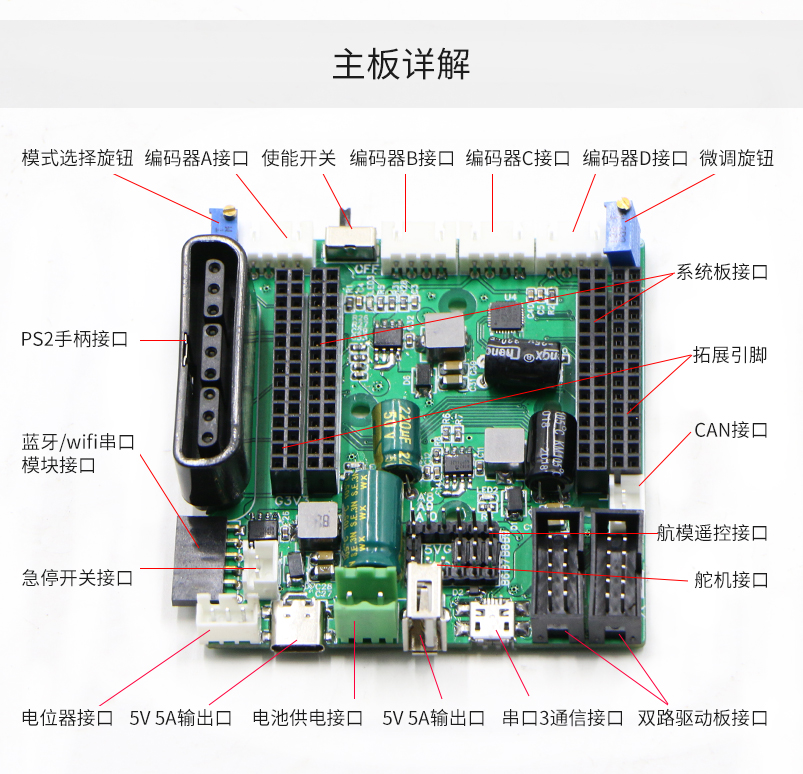 主板详解
模式选择旋钮 编码器A接口 使能开关 编码器B接口 编码器C接口 编码器D接口 微调旋钮
系统板接口
PS2手柄接口
拓展引脚
蓝牙/wifi串口
模块接口
CAN接口
航模遥控接口
急停开关接口
舵机接口
电位器接口 5V 5A输出口 电池供电接口 5V 5A输出口 串口3通信接口 双路驱动板接口
U4
220µF
G3V3